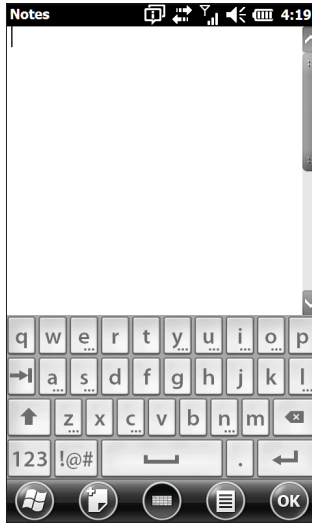 Notes 4:19
q w e r t y u i o p
a s d f g h j k l
z x c v b n m
123 !@# .
OK